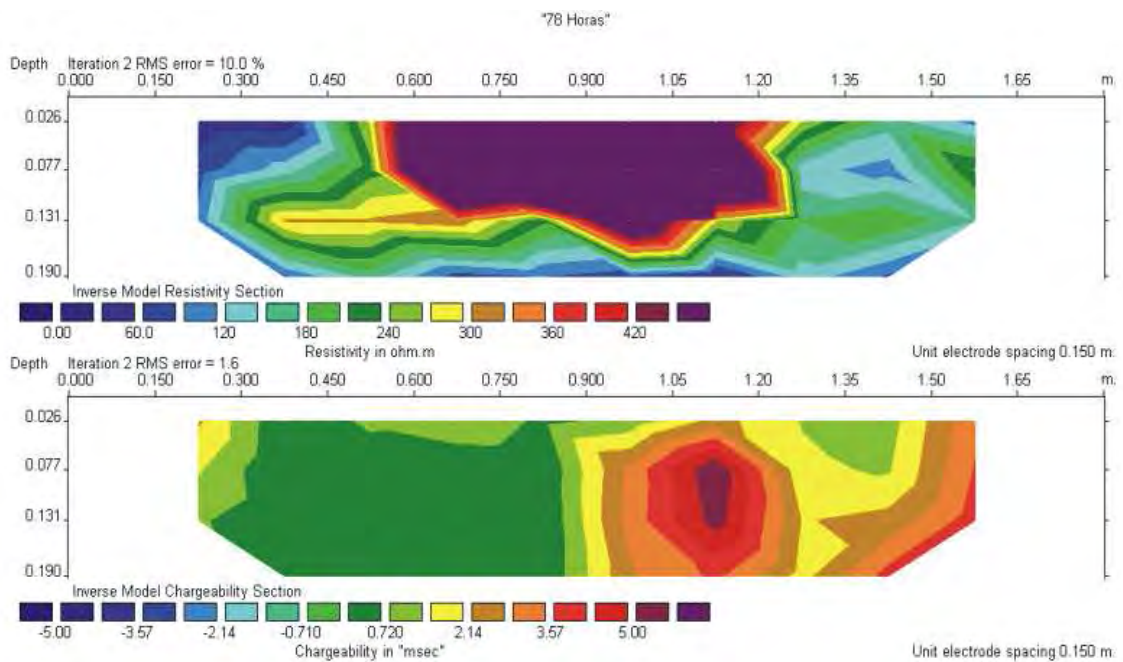 "78 Horas"
Depth Iteration 2 RMS error = 10.0 %
0.000 0.150 0.300 0.450 0.600 0.750 0.900 1.05 1.20 1.35 1.50 1.65 m.
0.026
0.077
0.131
0.190
Inverse Model Resistivity Section
0.00 60.0 120 180 240 300 360 420
Resistivity in ohm.m
Unit electrode spacing 0.150 m.
Depth Iteration 2 RMS error = 1.6
0.000 0.150 0.300 0.450 0.600 0.750 0.900 1.05 1.20 1.35 1.50 1.65 m.
0.026
0.077
0.131
0.190
Inverse Model Chargeability Section
-5.00 -3.57 -2.14 -0.710 0.720 2.14 3.57 5.00
Chargeability in "msec"
Unit electrode spacing 0.150 m.